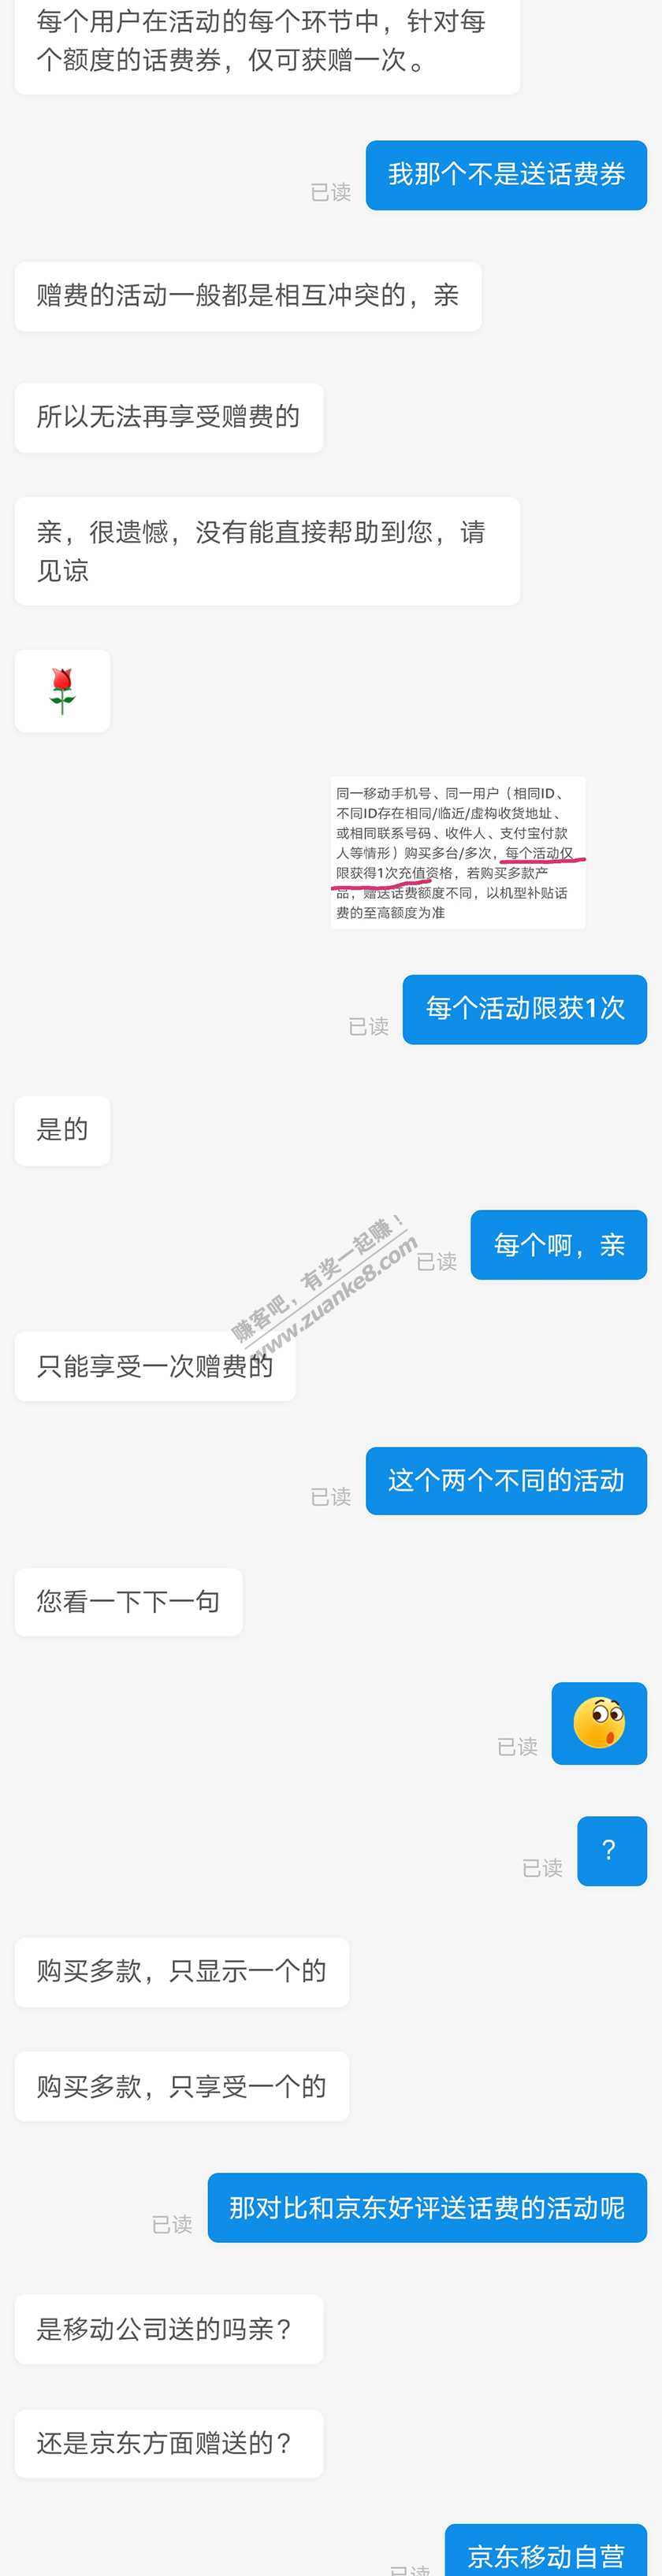 每个用户在活动的每个环节中，针对每
个额度的话费券，仅可获赠一次。
我那个不是送话费券
已读
赠费的活动一般都是相互冲突的，亲
所以无法再享受赠费的
亲，很遗憾，没有能直接帮助到您，请
见谅
同一移动手机号、同一用户（相同ID、
不同ID存在相同/临近/虚构收货地址、
或相同联系号码、收件人、支付宝付款
人等情形）购买多台/多次，每个活动仅
限获得1次充值资格，若购买多款产
品，赠送话费额度不同，以机型补贴话
费的至高额度为准
每个活动限获1次
已读
是的
每个啊，亲
已读
赚客吧，有奖一起赚！
www.zuanke8.com
只能享受一次赠费的
这个两个不同的活动
已读
您看一下下一句
已读
？
已读
购买多款，只显示一个的
购买多款，只享受一个的
那对比和京东好评送话费的活动呢
已读
是移动公司送的吗亲？
还是京东方面赠送的？
京东移动自营
已读